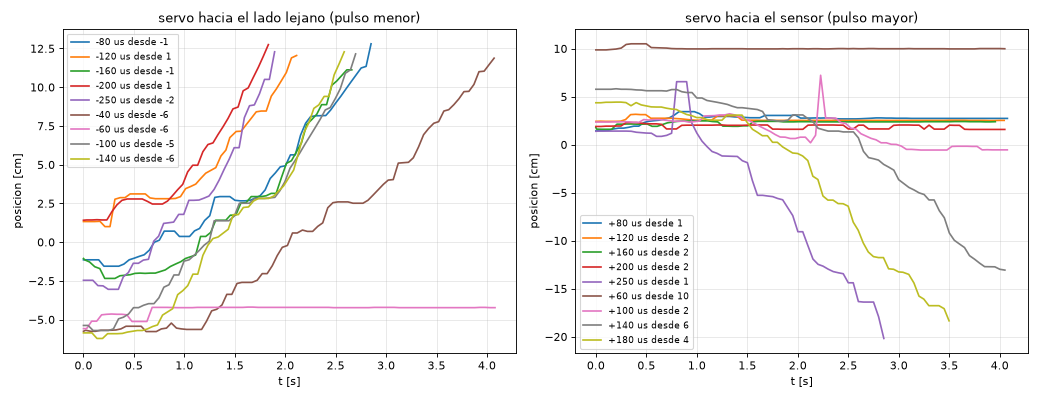 servo hacia el lado lejano (pulso menor)
posicion [cm]
12.5
10.0
7.5
5.0
2.5
0.0
−2.5
−5.0
-80 us desde -1
-120 us desde 1
-160 us desde -1
-200 us desde 1
-250 us desde -2
-40 us desde -6
-60 us desde -6
-100 us desde -5
-140 us desde -6
0.0 0.5 1.0 1.5 2.0 2.5 3.0 3.5 4.0
t [s]
servo hacia el sensor (pulso mayor)
posicion [cm]
10
5
0
−5
−10
−15
−20
+80 us desde 1
+120 us desde 2
+160 us desde 2
+200 us desde 2
+250 us desde 1
+60 us desde 10
+100 us desde 2
+140 us desde 6
+180 us desde 4
0.0 0.5 1.0 1.5 2.0 2.5 3.0 3.5 4.0
t [s]